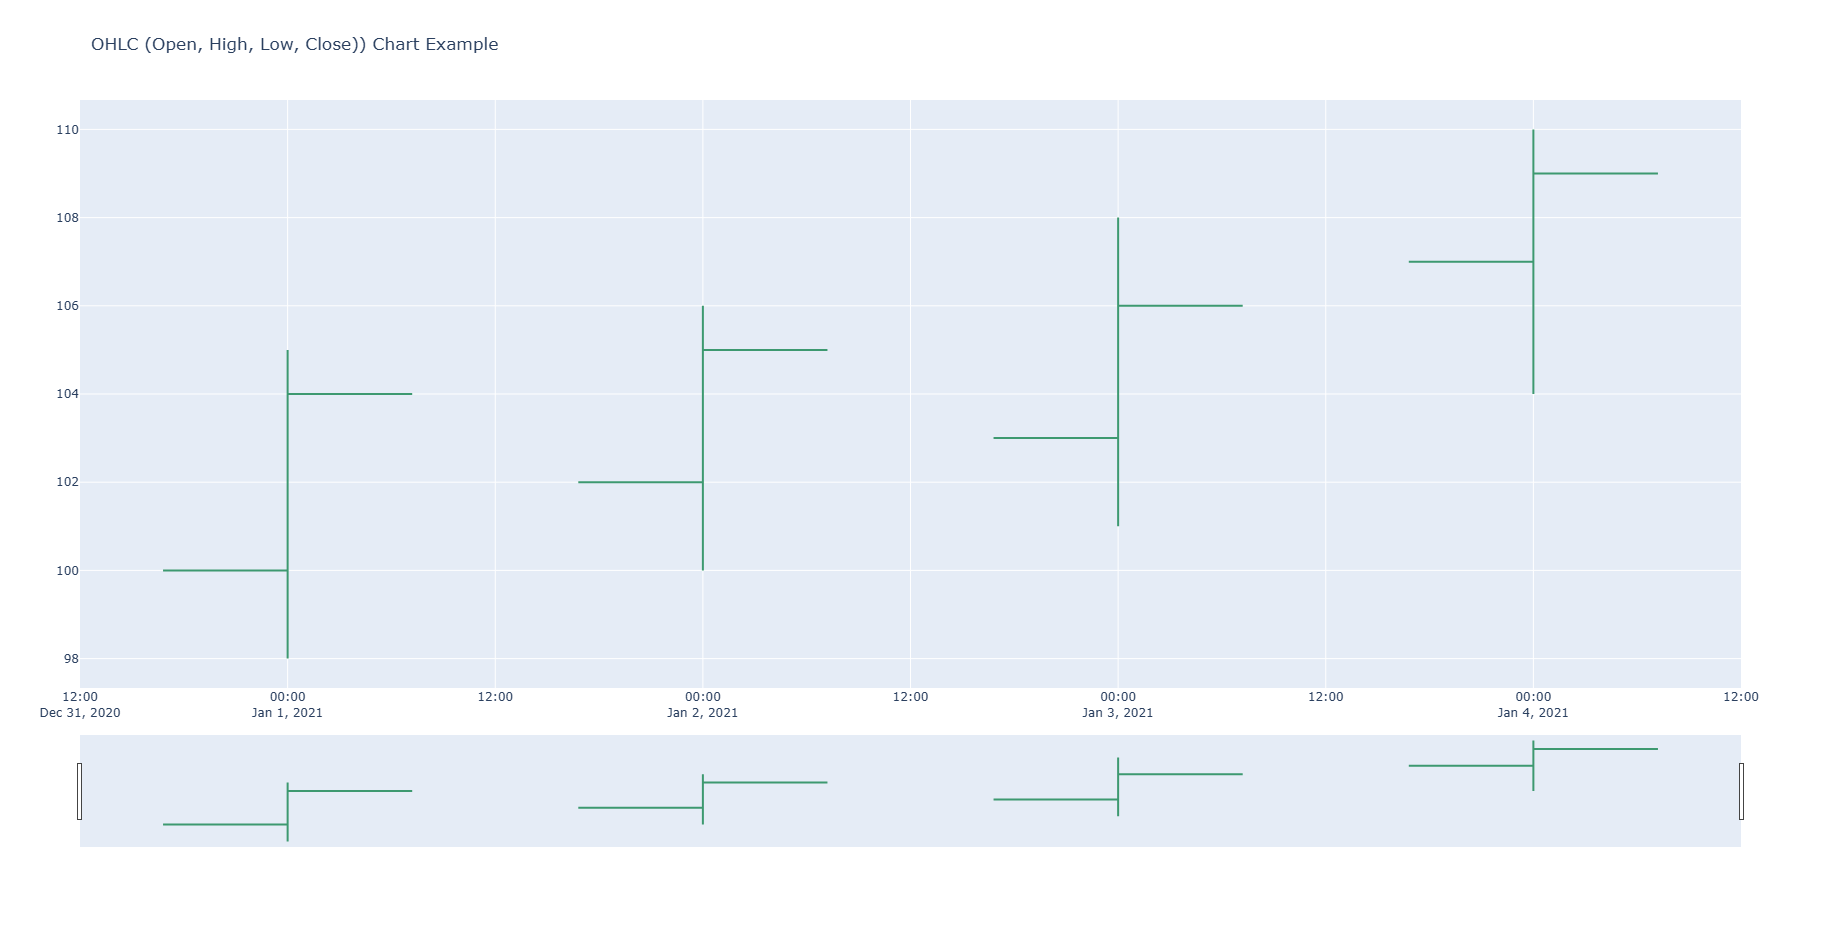 OHLC (Open, High, Low, Close)) Chart Example
110
108
106
104
102
100
98
12:00 00:00 12:00 00:00 12:00 00:00 12:00 00:00 12:00
Dec 31, 2020 Jan 1, 2021 Jan 2, 2021 Jan 3, 2021 Jan 4, 2021